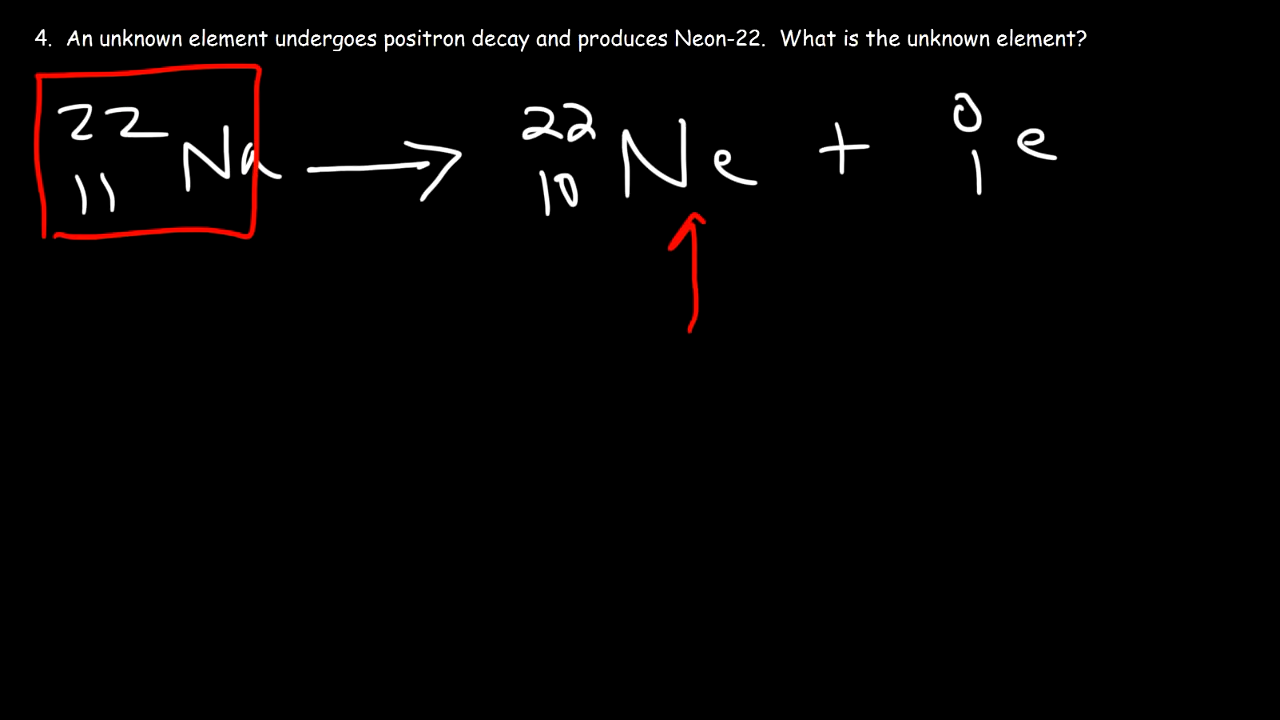 4. An unknown element undergoes positron decay and produces Neon-22. What is the unknown element?
22 22 0
Na → Ne + e
11 10 1